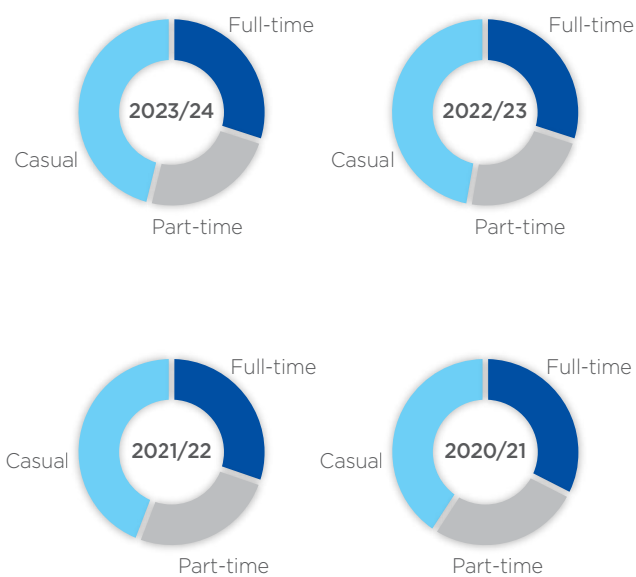 Full-time
2023/24
Casual
Part-time
Full-time
2022/23
Casual
Part-time
Full-time
2021/22
Casual
Part-time
Full-time
2020/21
Casual
Part-time